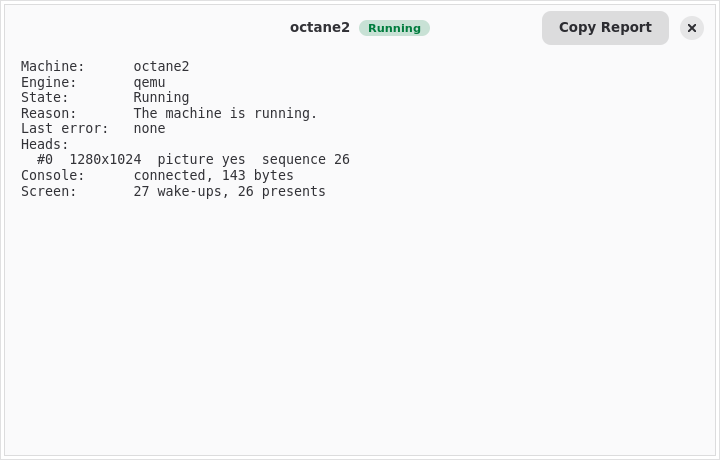 octane2 Running Copy Report
Machine:      octane2
Engine:       qemu
State:        Running
Reason:       The machine is running.
Last error:   none
Heads:
  #0  1280x1024  picture yes  sequence 26
Console:      connected, 143 bytes
Screen:       27 wake-ups, 26 presents